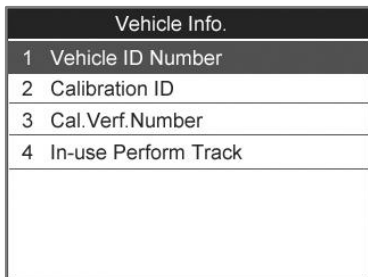 Vehicle Info.
1 Vehicle ID Number
2 Calibration ID
3 Cal.Verf.Number
4 In-use Perform Track